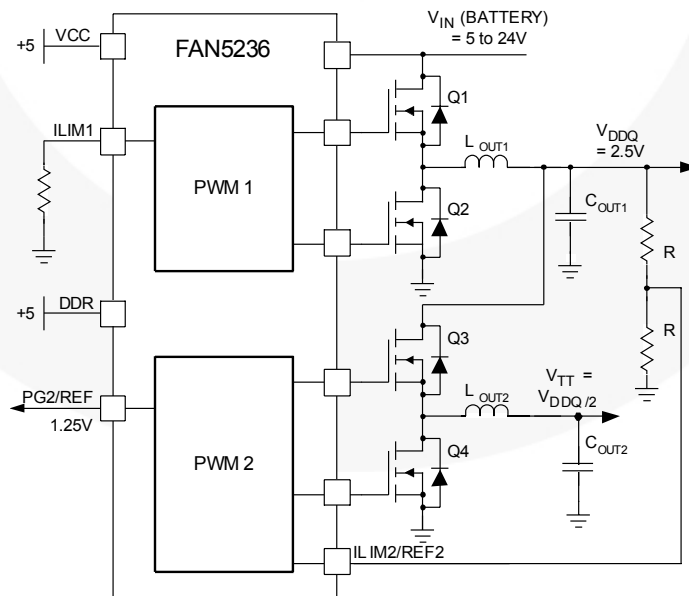 V_IN (BATTERY)
= 5 to 24V
+5
VCC
FAN5236
Q1
ILIM1
PWM 1
L_OUT1
V_DDQ
= 2.5V
Q2
C_OUT1
R
+5
DDR
Q3
R
V_TT =
V_DDQ/2
PG2/REF
1.25V
L_OUT2
PWM 2
Q4
C_OUT2
ILIM2/REF2